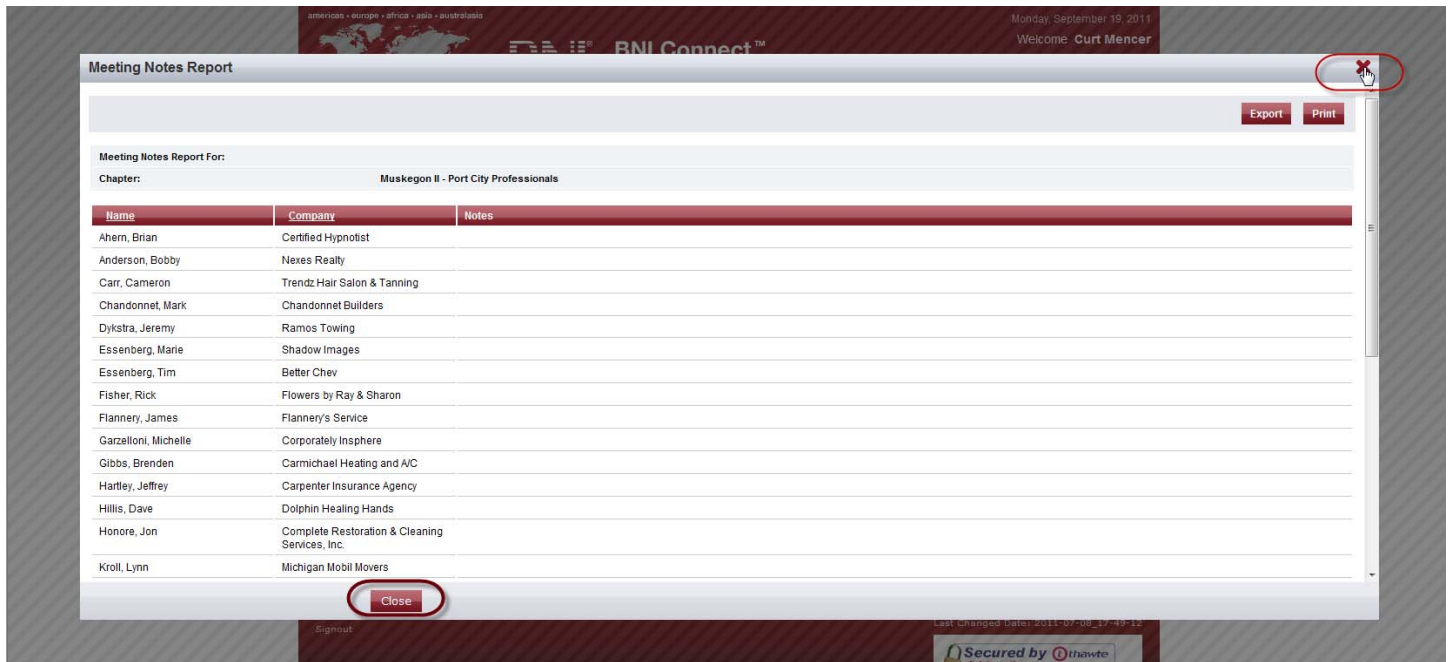 americas • europe • africa • asia • australasia
Monday, September 19, 2011
Welcome Curt Mencer
BNI Connect™
Meeting Notes Report
Export Print
Meeting Notes Report For:
Chapter: Muskegon II - Port City Professionals
Name Company Notes
Ahern, Brian Certified Hypnotist
Anderson, Bobby Nexes Realty
Carr, Cameron Trendz Hair Salon & Tanning
Chandonnet, Mark Chandonnet Builders
Dykstra, Jeremy Ramos Towing
Essenberg, Marie Shadow Images
Essenberg, Tim Better Chev
Fisher, Rick Flowers by Ray & Sharon
Flannery, James Flannery's Service
Garzelloni, Michelle Corporately Insphere
Gibbs, Brenden Carmichael Heating and A/C
Hartley, Jeffrey Carpenter Insurance Agency
Hillis, Dave Dolphin Healing Hands
Honore, Jon Complete Restoration & Cleaning
Services, Inc.
Kroll, Lynn Michigan Mobil Movers
Close
Signout
Last Changed Date: 2011-07-08_17-49-12
Secured by thawte